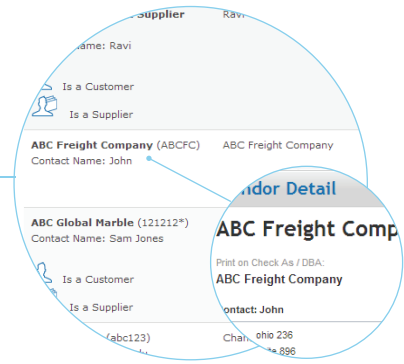 Supplier Ravi
ame: Ravi
Is a Customer
Is a Supplier
ABC Freight Company (ABCFC) ABC Freight Company
Contact Name: John
ndor Detail
ABC Freight Comp
ABC Global Marble (121212*)
Contact Name: Sam Jones
Print on Check As / DBA:
ABC Freight Company
Is a Customer
Is a Supplier
ontact: John
(abc123) Chan
ohio 236
896